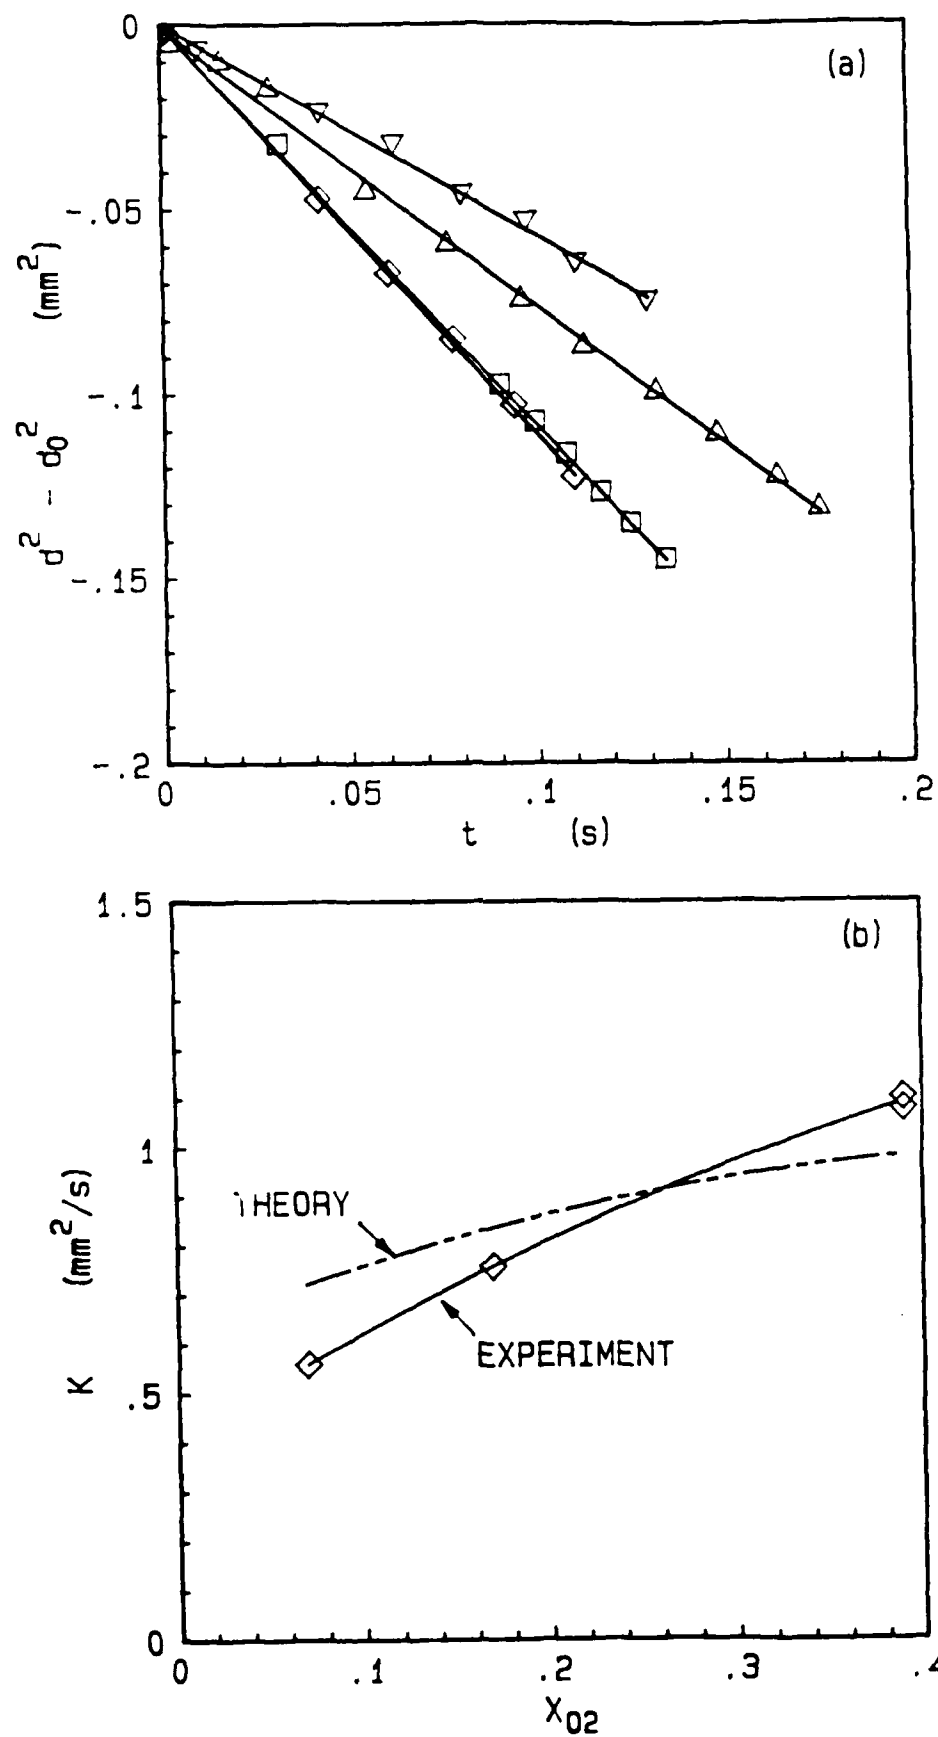 0
(a)
-.05
-.1
-.15
-.2
d² - d₀² (mm²)
0 .05 .1 .15 .2
t (s)
1.5
(b)
1
THEORY
EXPERIMENT
.5
0
K (mm²/s)
0 .1 .2 .3 .4
X₀₂